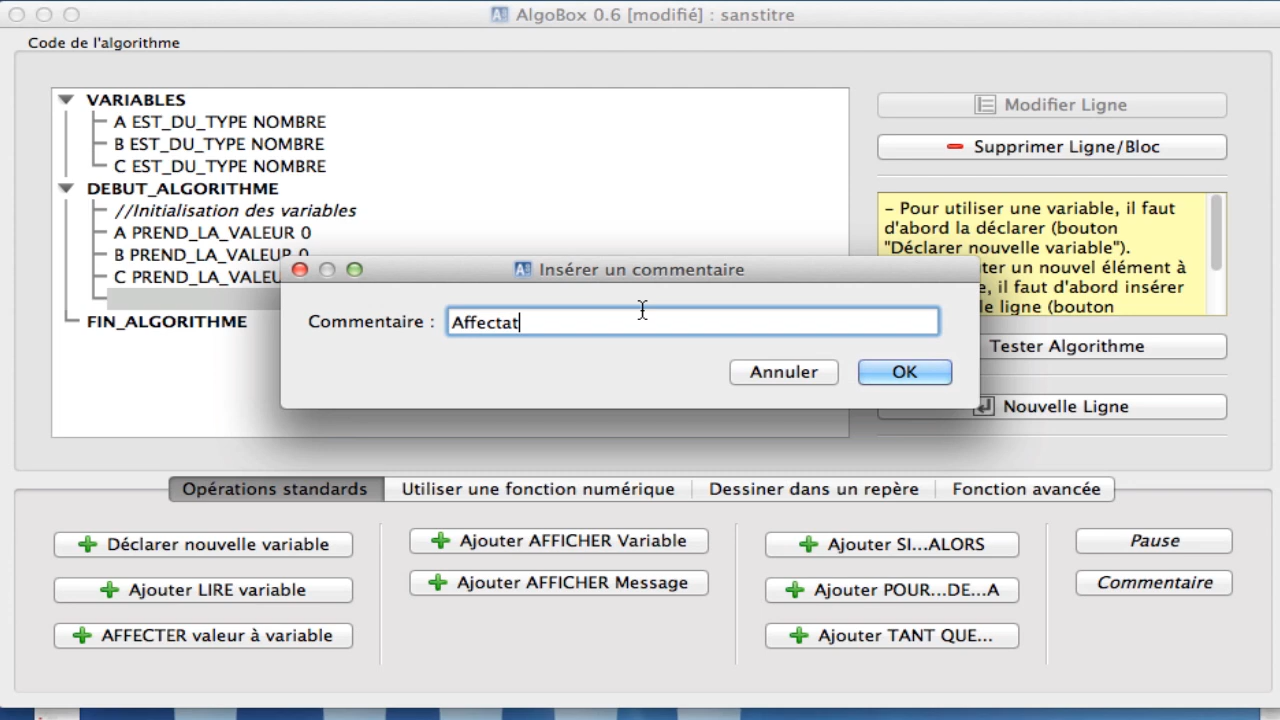 AlgoBox 0.6 [modifié] : sanstitre
Code de l'algorithme
VARIABLES
A EST_DU_TYPE NOMBRE
B EST_DU_TYPE NOMBRE
C EST_DU_TYPE NOMBRE
DEBUT_ALGORITHME
//Initialisation des variables
A PREND_LA_VALEUR 0
B PREND_LA_VALEUR 0
C PREND_LA_VALEU
FIN_ALGORITHME
Modifier Ligne
Supprimer Ligne/Bloc
- Pour utiliser une variable, il faut
d'abord la déclarer (bouton
"Déclarer nouvelle variable").
ter un nouvel élément à
e, il faut d'abord insérer
le ligne (bouton
Tester Algorithme
Nouvelle Ligne
Insérer un commentaire
Commentaire : Affectat
Annuler OK
Opérations standards Utiliser une fonction numérique Dessiner dans un repère Fonction avancée
Déclarer nouvelle variable
Ajouter LIRE variable
AFFECTER valeur à variable
Ajouter AFFICHER Variable
Ajouter AFFICHER Message
Ajouter SI...ALORS
Ajouter POUR...DE...A
Ajouter TANT QUE...
Pause
Commentaire